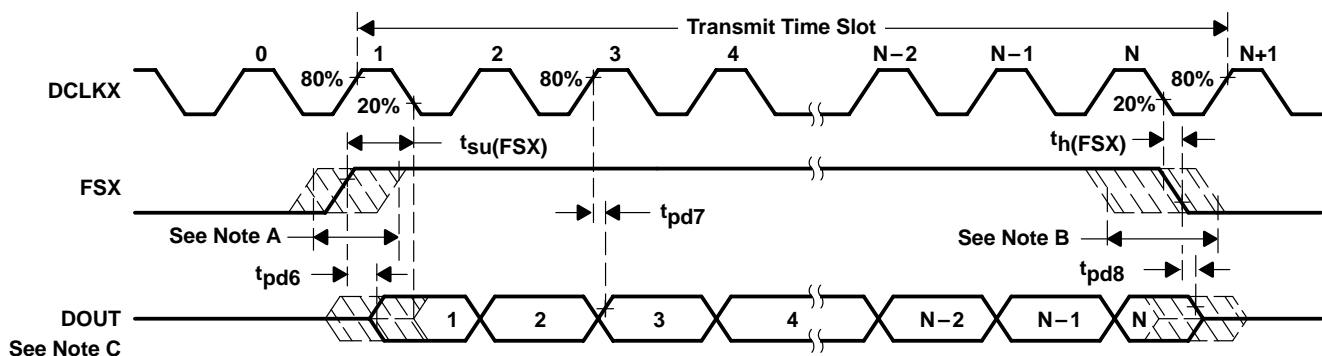 Transmit Time Slot
0 1 2 3 4 N−2 N−1 N N+1
DCLKX 80% 20% 80% 20% 80%
tsu(FSX) th(FSX)
FSX
tpd7
See Note A See Note B
tpd6 tpd8
DOUT 1 2 3 4 N−2 N−1 N
See Note C